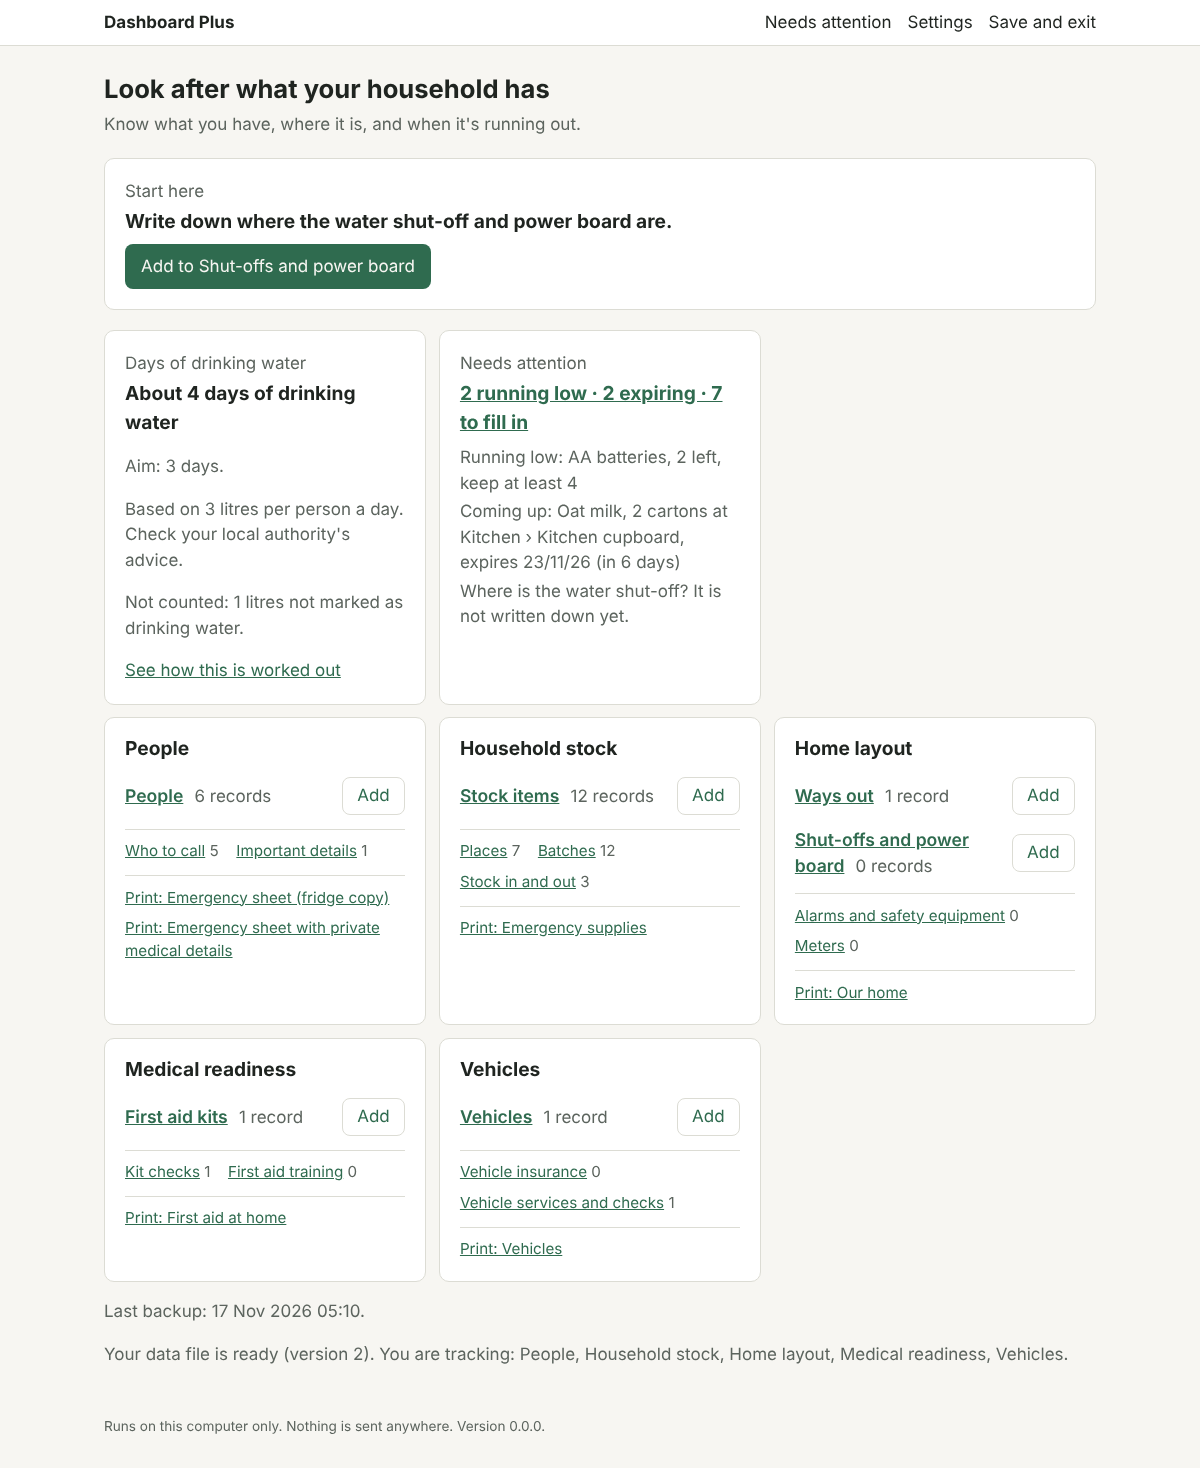 Dashboard Plus
Needs attention Settings Save and exit
Look after what your household has
Know what you have, where it is, and when it's running out.
Start here
Write down where the water shut-off and power board are.
Add to Shut-offs and power board
Days of drinking water
About 4 days of drinking
water
Aim: 3 days.
Based on 3 litres per person a day.
Check your local authority's
advice.
Not counted: 1 litres not marked as
drinking water.
See how this is worked out
Needs attention
2 running low · 2 expiring · 7
to fill in
Running low: AA batteries, 2 left,
keep at least 4
Coming up: Oat milk, 2 cartons at
Kitchen › Kitchen cupboard,
expires 23/11/26 (in 6 days)
Where is the water shut-off? It is
not written down yet.
People
People 6 records Add
Who to call 5 Important details 1
Print: Emergency sheet (fridge copy)
Print: Emergency sheet with private
medical details
Household stock
Stock items 12 records Add
Places 7 Batches 12
Stock in and out 3
Print: Emergency supplies
Home layout
Ways out 1 record Add
Shut-offs and power
board 0 records Add
Alarms and safety equipment 0
Meters 0
Print: Our home
Medical readiness
First aid kits 1 record Add
Kit checks 1 First aid training 0
Print: First aid at home
Vehicles
Vehicles 1 record Add
Vehicle insurance 0
Vehicle services and checks 1
Print: Vehicles
Last backup: 17 Nov 2026 05:10.
Your data file is ready (version 2). You are tracking: People, Household stock, Home layout, Medical readiness, Vehicles.
Runs on this computer only. Nothing is sent anywhere. Version 0.0.0.